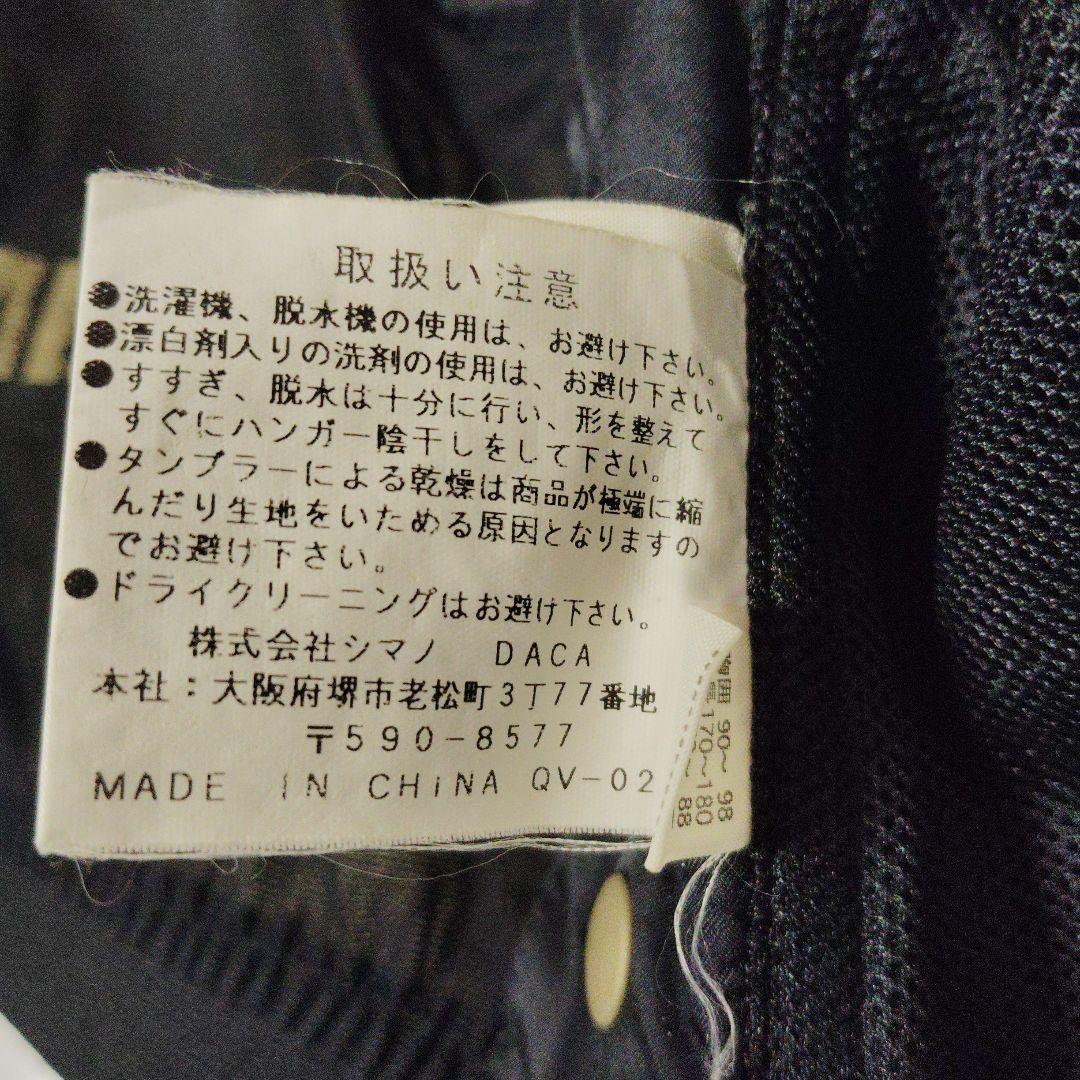 取扱い注意
●洗濯機、脱水機の使用は、お避け下さい。
●漂白剤入りの洗剤の使用は、お避け下さい。
●すすぎ、脱水は十分に行い、形を整えて
すぐにハンガー陰干しをして下さい。
●タンブラーによる乾燥は商品が極端に縮
んだり生地をいためる原因となりますの
でお避け下さい。
●ドライクリーニングはお避け下さい。
株式会社シマノ DACA
本社：大阪府堺市老松町3丁77番地
〒590-8577
MADE IN CHiNA QV-02
胸囲 90〜 98
170〜180
88